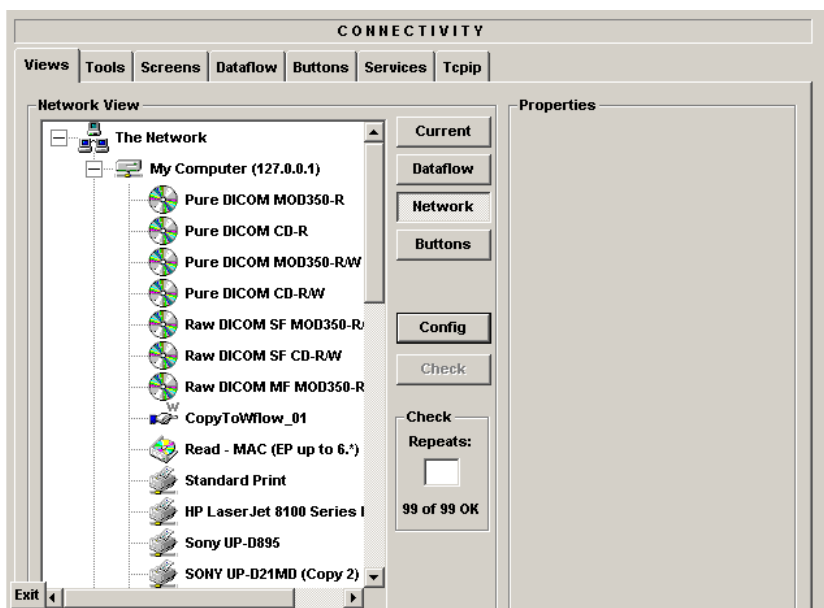 CONNECTIVITY
Views Tools Screens Dataflow Buttons Services Tcpip
Network View
The Network
My Computer (127.0.0.1)
Pure DICOM MOD350-R
Pure DICOM CD-R
Pure DICOM MOD350-R/W
Pure DICOM CD-R/W
Raw DICOM SF MOD350-R/
Raw DICOM SF CD-R/W
Raw DICOM MF MOD350-R
W
CopyToWflow_01
Read - MAC (EP up to 6.*)
Standard Print
HP LaserJet 8100 Series
Sony UP-D895
SONY UP-D21MD (Copy 2)
Exit
Current
Dataflow
Network
Buttons
Config
Check
Check
Repeats:
99 of 99 OK
Properties